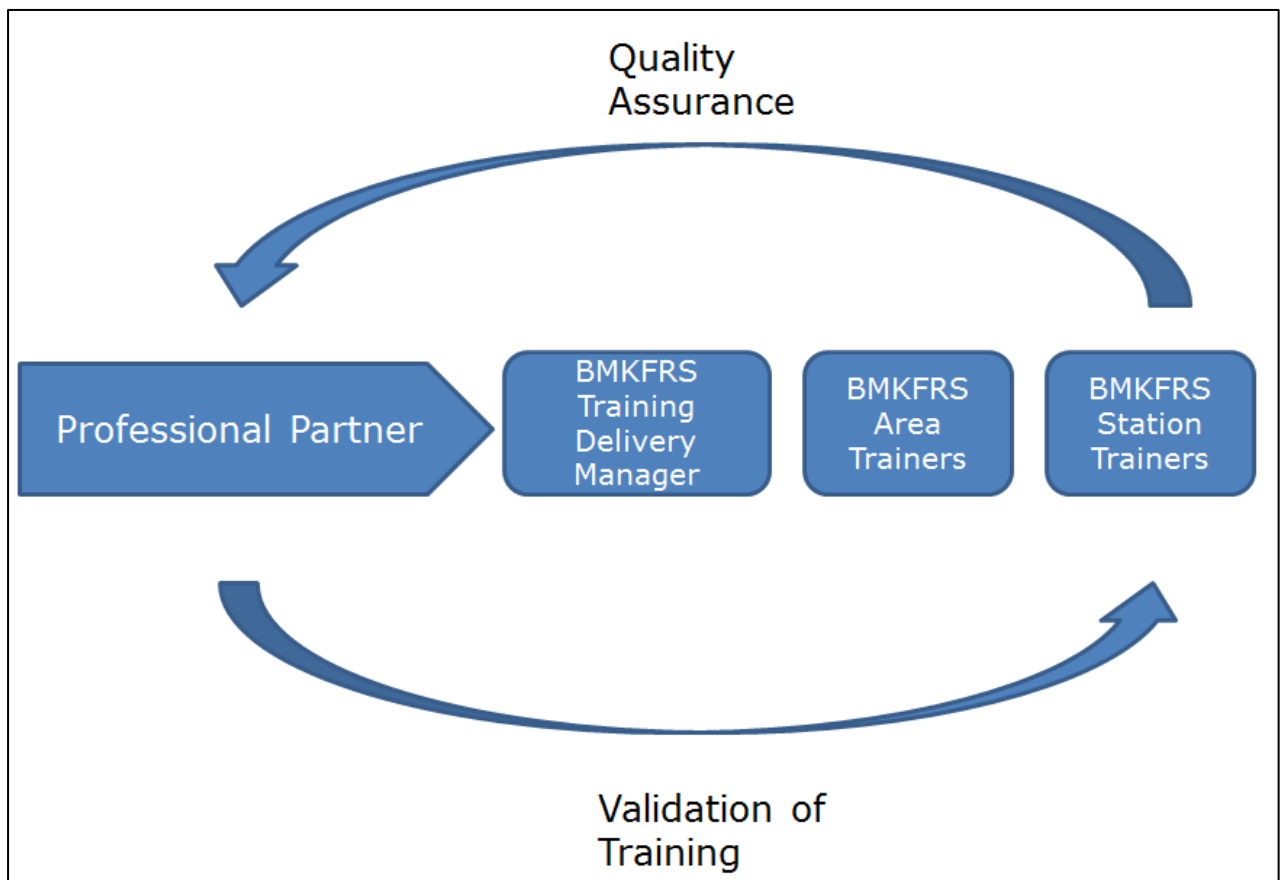 Quality
Assurance
Professional Partner
BMKFRS
Training
Delivery
Manager
BMKFRS
Area
Trainers
BMKFRS
Station
Trainers
Validation of
Training